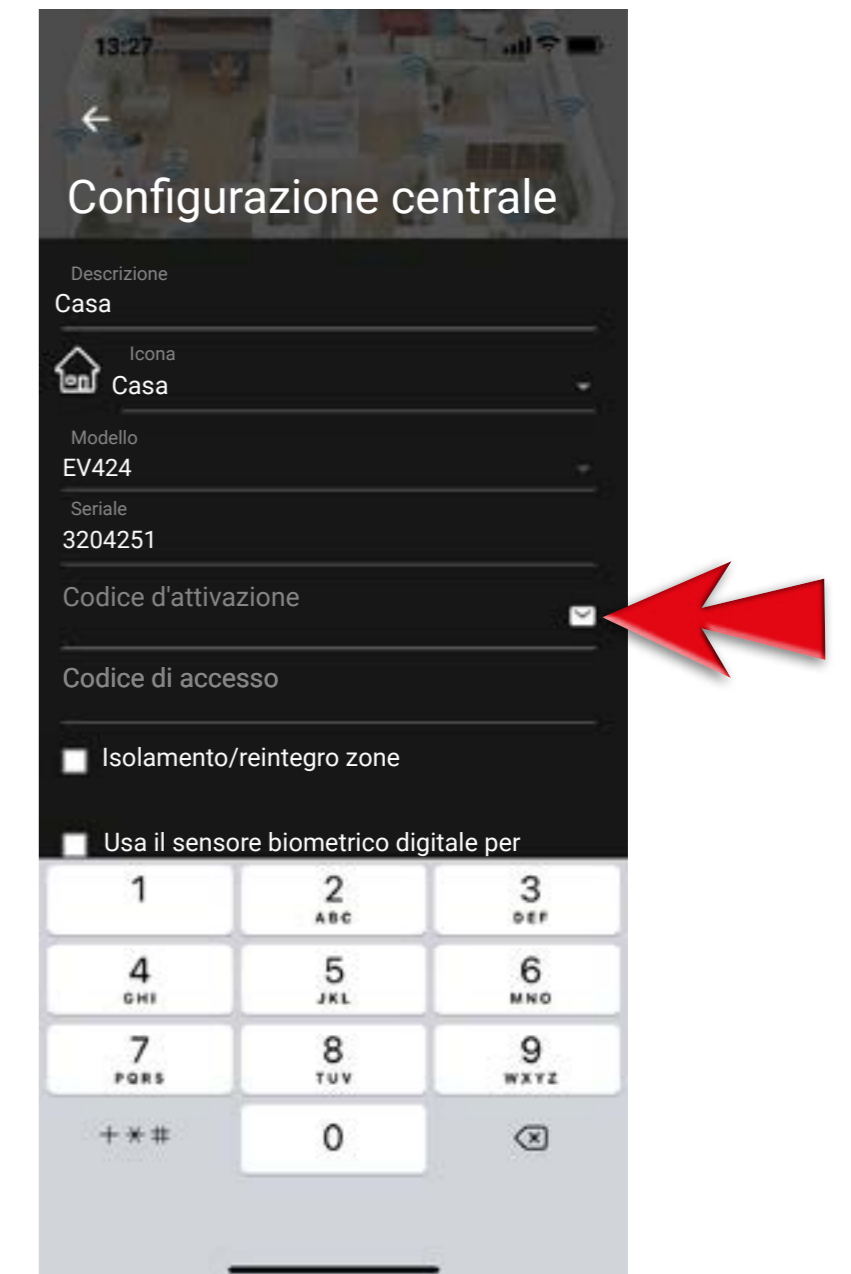 13:27
Configurazione centrale
Descrizione
Casa
Icona
Casa
Modello
EV424
Seriale
3204251
Codice d'attivazione
Codice di accesso
Isolamento/reintegro zone
Usa il sensore biometrico digitale per
1 2 3
ABC DEF
4 5 6
GHI JKL MNO
7 8 9
PQRS TUV WXYZ
+*# 0